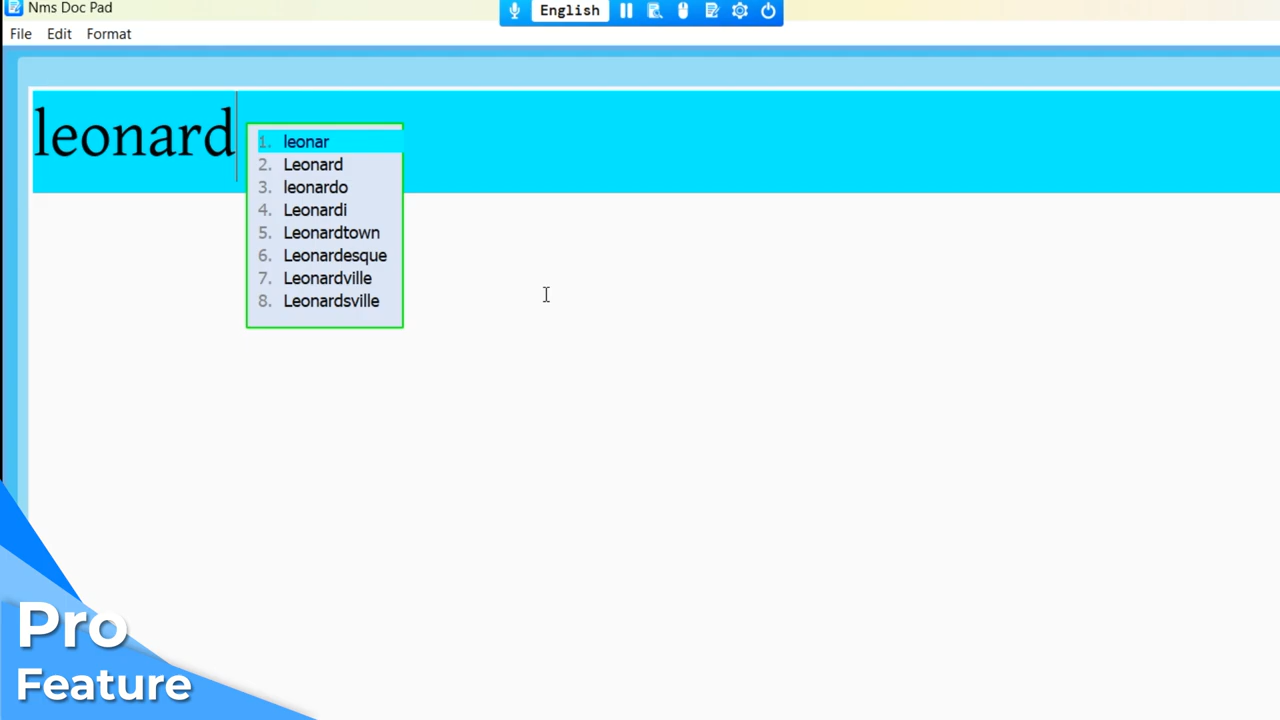 Nms Doc Pad
English
File Edit Format
leonard
1. leonar
2. Leonard
3. leonardo
4. Leonardi
5. Leonardtown
6. Leonardesque
7. Leonardville
8. Leonardsville
Pro
Feature